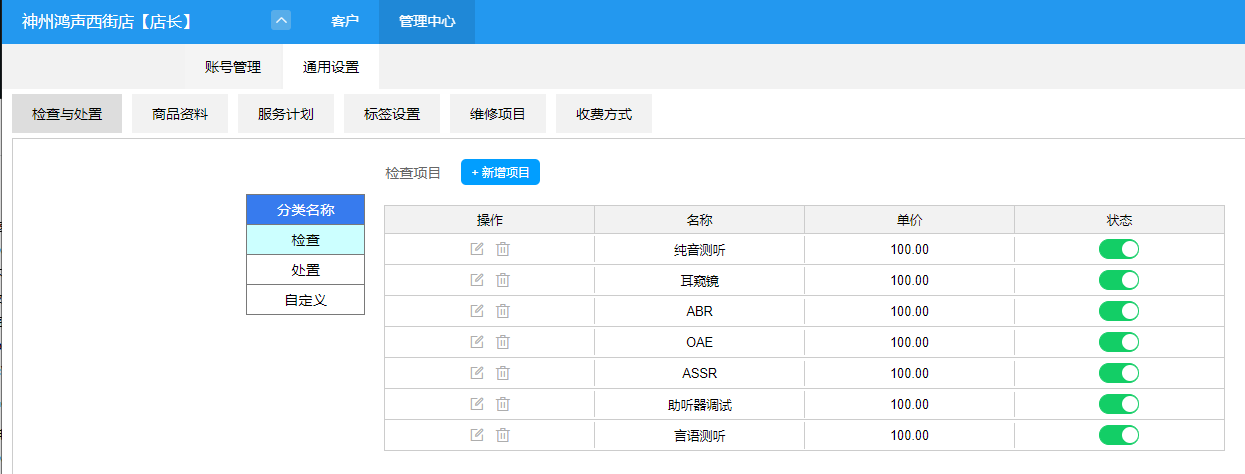 神州鸿声西街店【店长】 客户 管理中心
账号管理 通用设置
检查与处置 商品资料 服务计划 标签设置 维修项目 收费方式
检查项目 + 新增项目
分类名称
检查
处置
自定义
操作 名称 单价 状态
纯音测听 100.00
耳窥镜 100.00
ABR 100.00
OAE 100.00
ASSR 100.00
助听器调试 100.00
言语测听 100.00